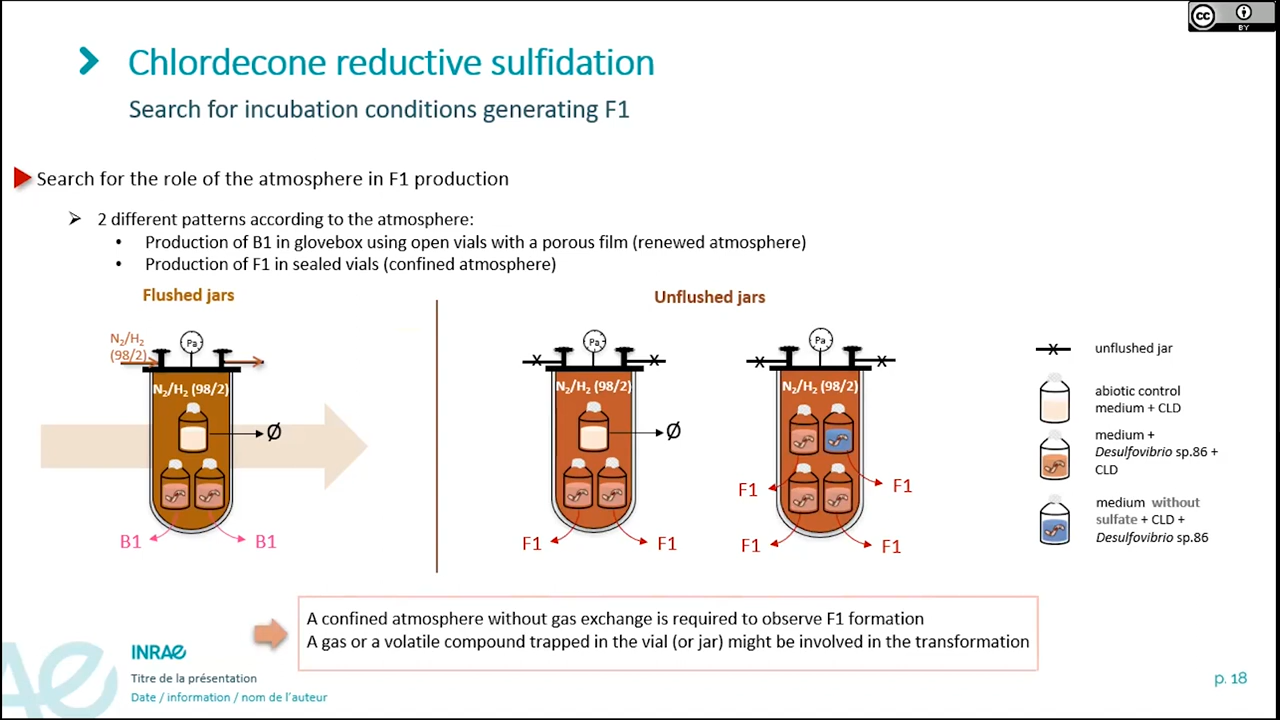 CC
BY
Chlordecone reductive sulfidation
Search for incubation conditions generating F1
Search for the role of the atmosphere in F1 production
➢ 2 different patterns according to the atmosphere:
• Production of B1 in glovebox using open vials with a porous film (renewed atmosphere)
• Production of F1 in sealed vials (confined atmosphere)
Flushed jars
Unflushed jars
N₂/H₂
(98/2)
Pa
N₂/H₂ (98/2)
Ø
B1
B1
Pa
N₂/H₂ (98/2)
Ø
F1
F1
Pa
N₂/H₂ (98/2)
F1
F1
F1
F1
unflushed jar
abiotic control
medium + CLD
medium +
Desulfovibrio sp.86 +
CLD
medium without
sulfate + CLD +
Desulfovibrio sp.86
A confined atmosphere without gas exchange is required to observe F1 formation
A gas or a volatile compound trapped in the vial (or jar) might be involved in the transformation
INRAE
Titre de la présentation
Date / information / nom de l'auteur
p. 18